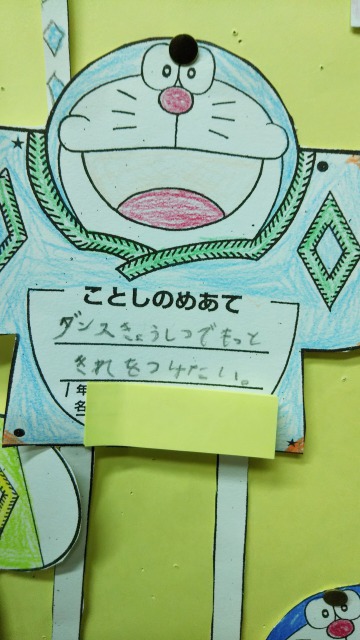 ことしのめあて
ダンスきょうしつでもっと
きれをつけたい。
1年
名